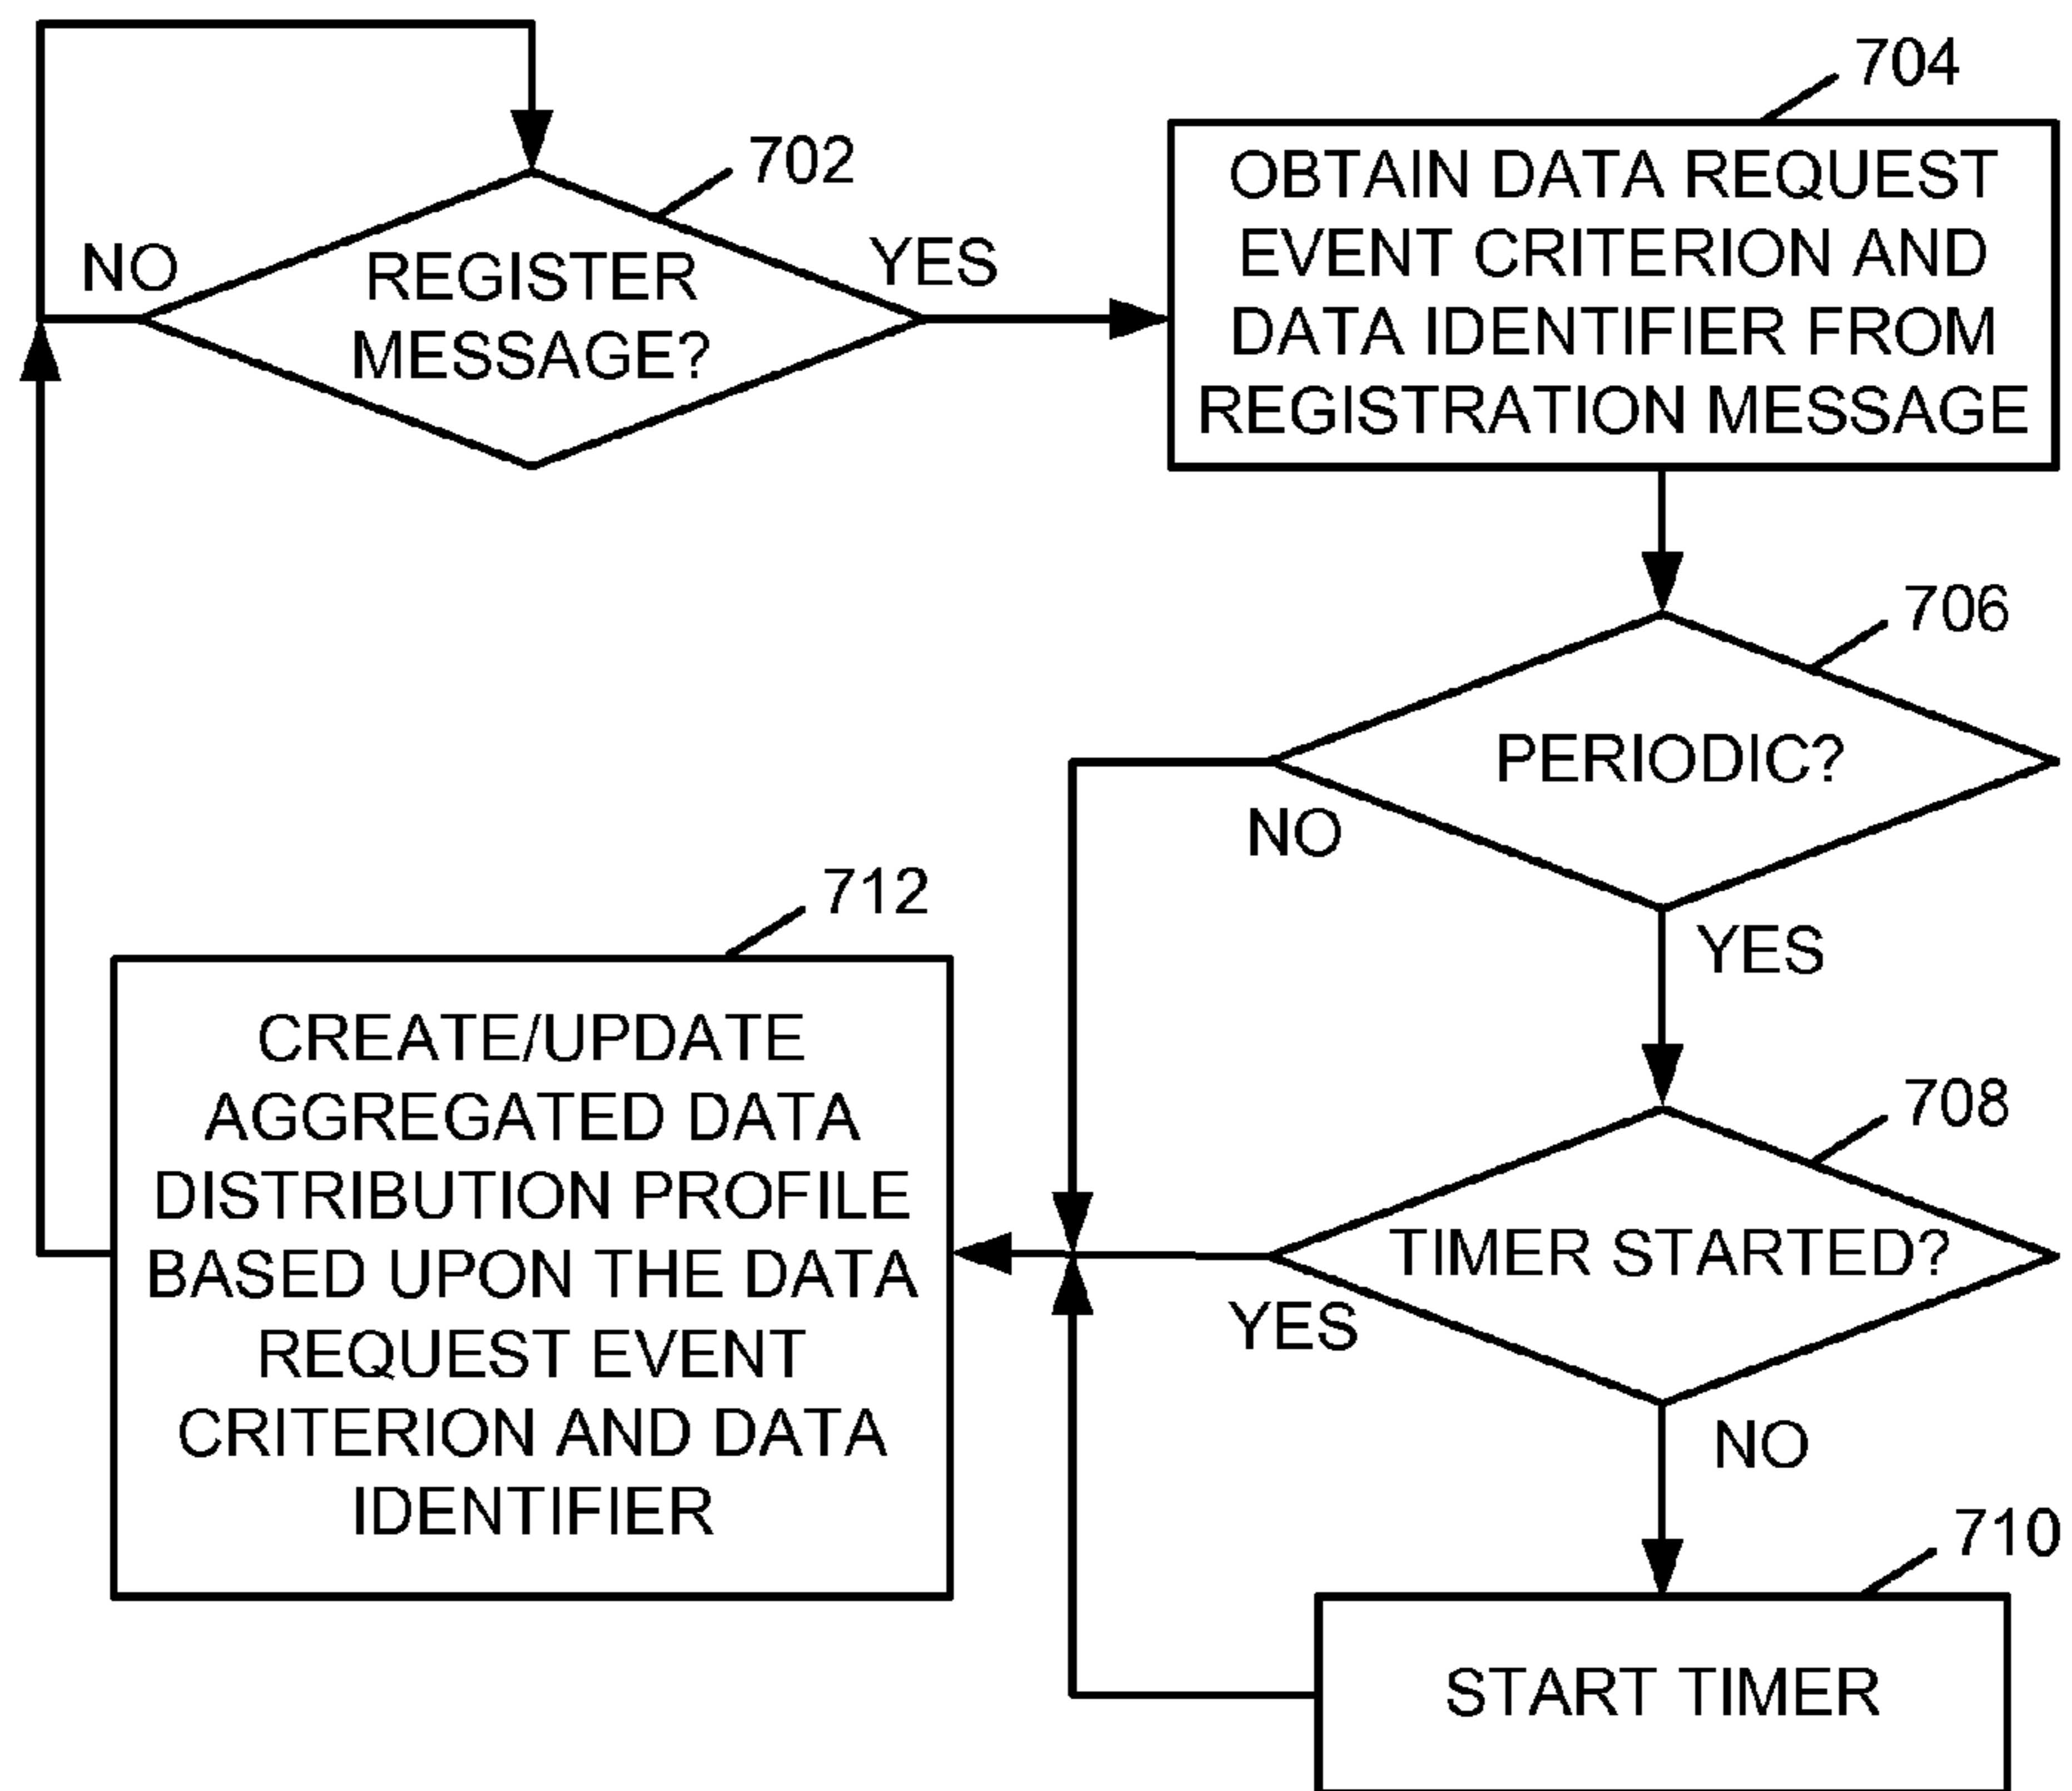 704
702
NO
REGISTER
MESSAGE?
YES
OBTAIN DATA REQUEST
EVENT CRITERION AND
DATA IDENTIFIER FROM
REGISTRATION MESSAGE
706
PERIODIC?
NO
YES
712
CREATE/UPDATE
AGGREGATED DATA
DISTRIBUTION PROFILE
BASED UPON THE DATA
REQUEST EVENT
CRITERION AND DATA
IDENTIFIER
708
TIMER STARTED?
YES
NO
710
START TIMER